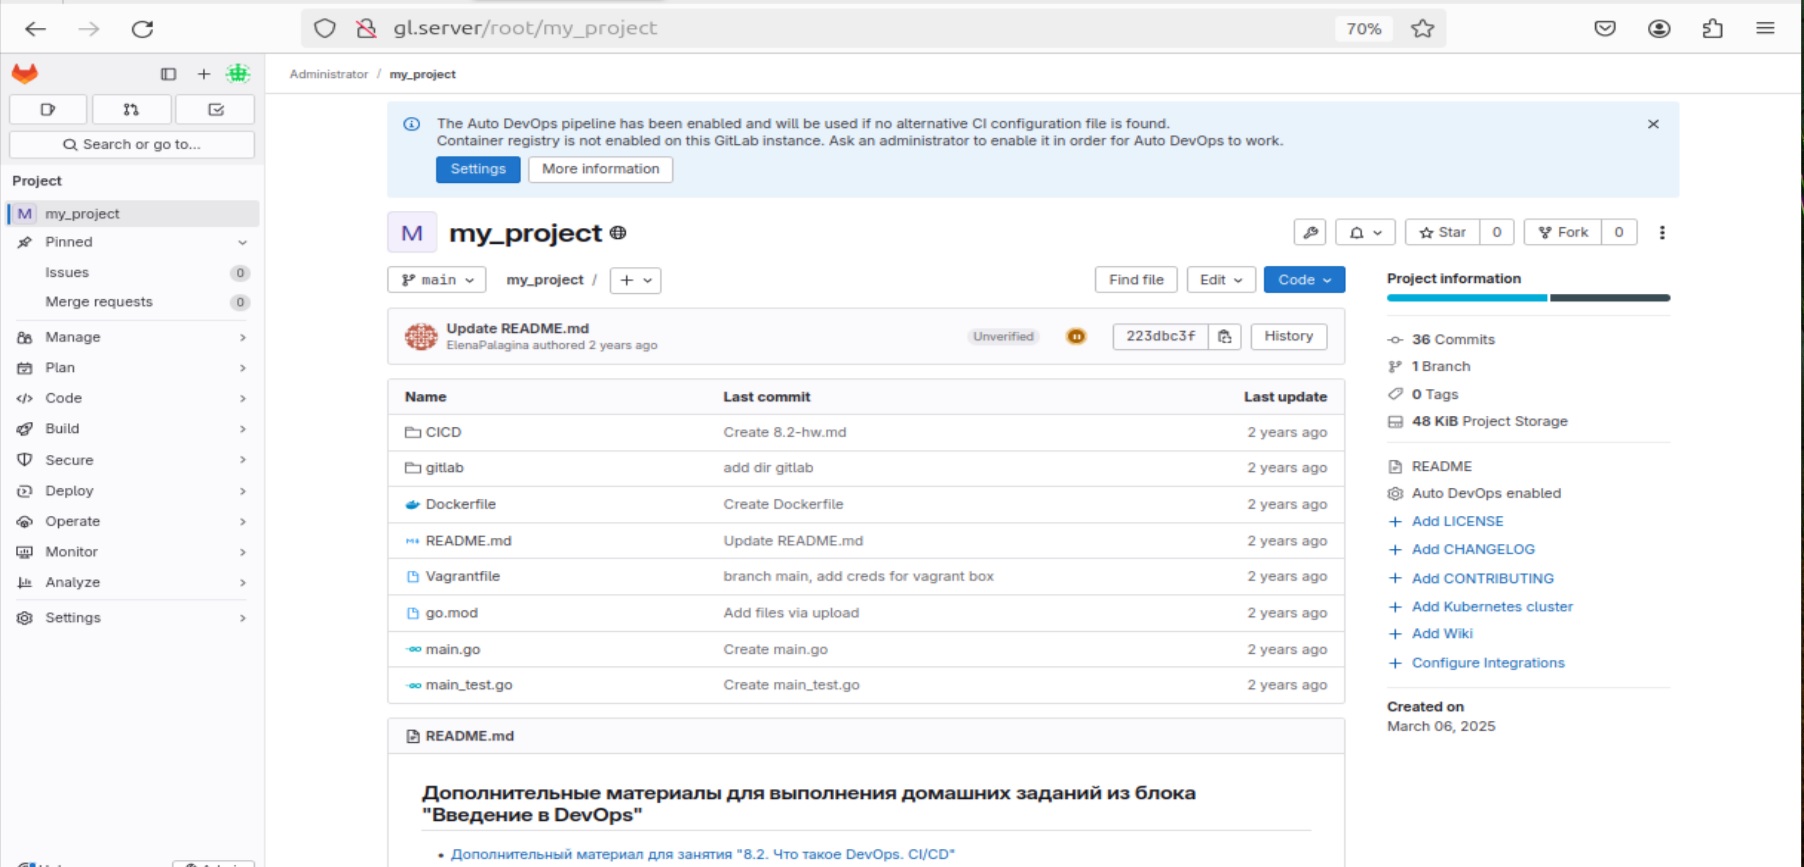 gl.server/root/my_project
70%
Administrator / my_project
Search or go to...
Project
M my_project
Pinned
Issues 0
Merge requests 0
Manage
Plan
Code
Build
Secure
Deploy
Operate
Monitor
Analyze
Settings
The Auto DevOps pipeline has been enabled and will be used if no alternative CI configuration file is found.
Container registry is not enabled on this GitLab instance. Ask an administrator to enable it in order for Auto DevOps to work.
Settings More information
M my_project
Star 0 Fork 0
main my_project / +
Find file Edit Code
Update README.md
ElenaPalagina authored 2 years ago
Unverified 223dbc3f History
Name Last commit Last update
CICD Create 8.2-hw.md 2 years ago
gitlab add dir gitlab 2 years ago
Dockerfile Create Dockerfile 2 years ago
README.md Update README.md 2 years ago
Vagrantfile branch main, add creds for vagrant box 2 years ago
go.mod Add files via upload 2 years ago
main.go Create main.go 2 years ago
main_test.go Create main_test.go 2 years ago
README.md
Дополнительные материалы для выполнения домашних заданий из блока
"Введение в DevOps"
• Дополнительный материал для занятия "8.2. Что такое DevOps. CI/CD"
Project information
36 Commits
1 Branch
0 Tags
48 KiB Project Storage
README
Auto DevOps enabled
+ Add LICENSE
+ Add CHANGELOG
+ Add CONTRIBUTING
+ Add Kubernetes cluster
+ Add Wiki
+ Configure Integrations
Created on
March 06, 2025